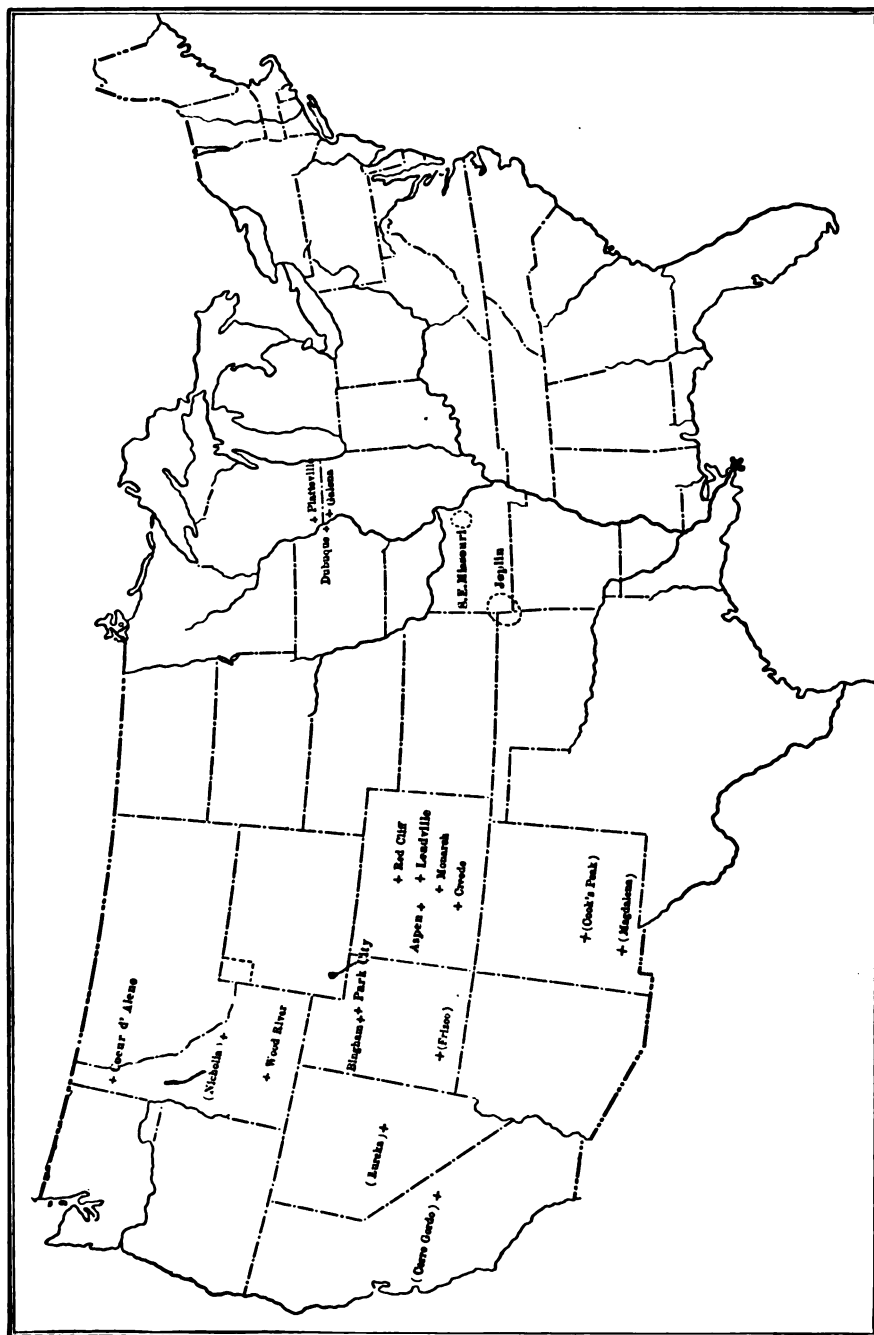 + Coeur d' Alene
(Nicholia) +
+ Wood River
Bingham +
+ Park City
+ (Frisco)
(Eureka) +
(Cerro Gordo) +
+ Red Cliff
Aspen +
+ Leadville
+ Monarch
+ Creede
+ (Cook's Peak)
+ (Magdalena)
+ Platteville
Dubuque +
+ Galena
S.E. Missouri
Joplin